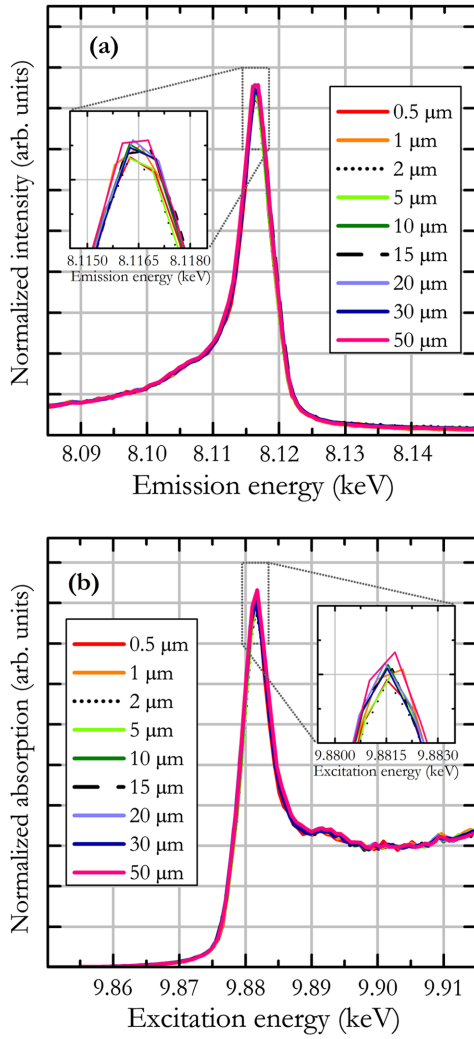 (a)
Normalized intensity (arb. units)
0.5 μm
1 μm
2 μm
5 μm
10 μm
15 μm
20 μm
30 μm
50 μm
8.1150 8.1165 8.1180
Emission energy (keV)
8.09 8.10 8.11 8.12 8.13 8.14
Emission energy (keV)
(b)
Normalized absorption (arb. units)
0.5 μm
1 μm
2 μm
5 μm
10 μm
15 μm
20 μm
30 μm
50 μm
9.8800 9.8815 9.8830
Excitation energy (keV)
9.86 9.87 9.88 9.89 9.90 9.91
Excitation energy (keV)